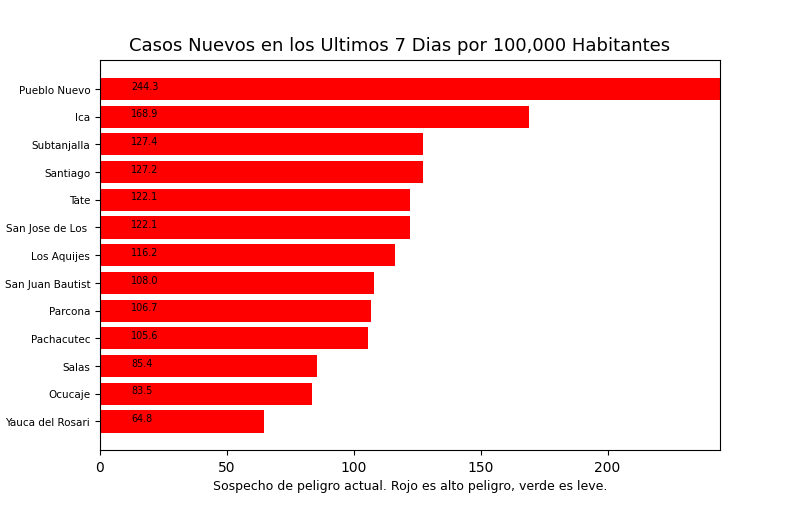 Casos Nuevos en los Ultimos 7 Dias por 100,000 Habitantes
Pueblo Nuevo 244.3
Ica 168.9
Subtanjalla 127.4
Santiago 127.2
Tate 122.1
San Jose de Los 122.1
Los Aquijes 116.2
San Juan Bautist 108.0
Parcona 106.7
Pachacutec 105.6
Salas 85.4
Ocucaje 83.5
Yauca del Rosari 64.8
0 50 100 150 200
Sospecho de peligro actual. Rojo es alto peligro, verde es leve.